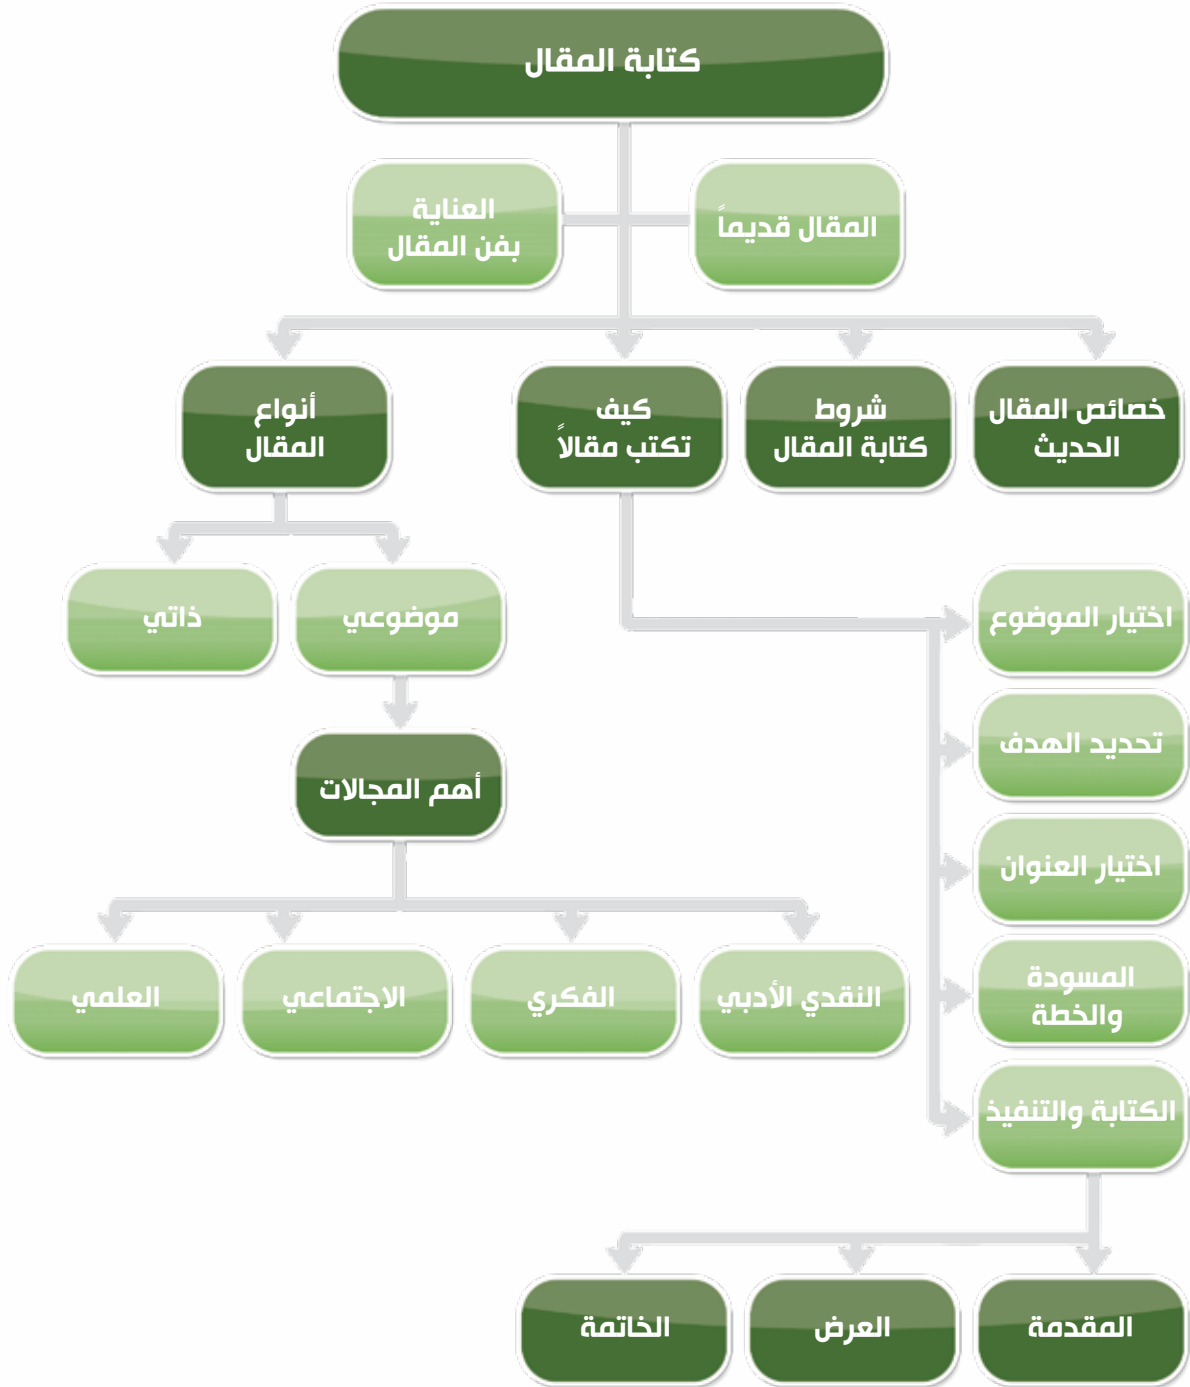 كتابة المقال
المقال قديماً
العناية
بفن المقال
خصائص المقال
الحديث
شروط
كتابة المقال
كيف
تكتب مقالاً
أنواع
المقال
موضوعي
ذاتي
اختيار الموضوع
تحديد الهدف
اختيار العنوان
المسودة
والخطة
الكتابة والتنفيذ
أهم المجالات
النقدي الأدبي
الفكري
الاجتماعي
العلمي
المقدمة
العرض
الخاتمة